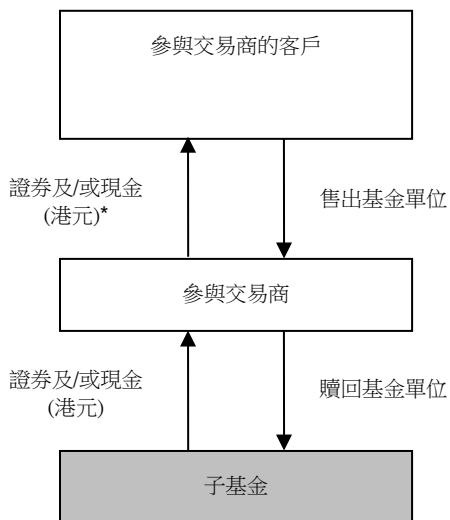 參與交易商的客戶
證券及/或現金
(港元)*
售出基金單位
參與交易商
證券及/或現金
(港元)
贖回基金單位
子基金